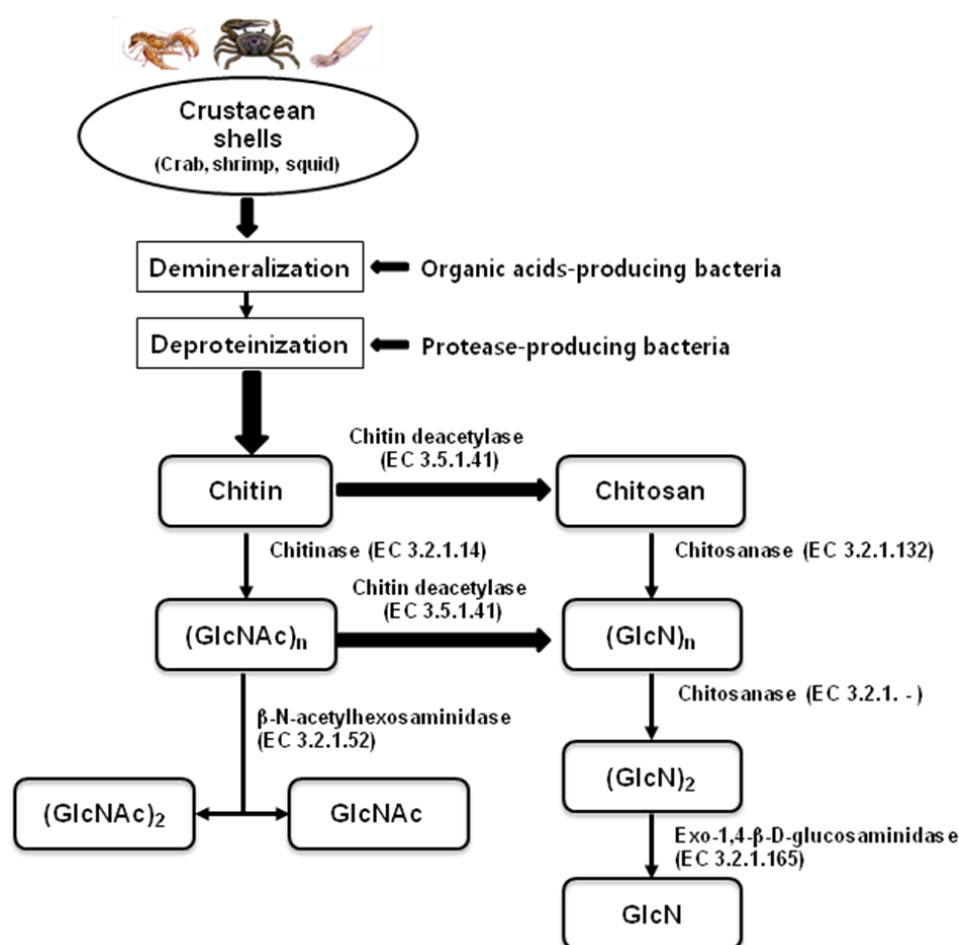 Crustacean
shells
(Crab, shrimp, squid)
Demineralization
Organic acids-producing bacteria
Deproteinization
Protease-producing bacteria
Chitin deacetylase
(EC 3.5.1.41)
Chitin
Chitosan
Chitinase (EC 3.2.1.14)
Chitosanase (EC 3.2.1.132)
Chitin deacetylase
(EC 3.5.1.41)
(GlcNAc)n
(GlcN)n
Chitosanase (EC 3.2.1. - )
β-N-acetylhexosaminidase
(EC 3.2.1.52)
(GlcN)2
(GlcNAc)2
GlcNAc
Exo-1,4-β-D-glucosaminidase
(EC 3.2.1.165)
GlcN